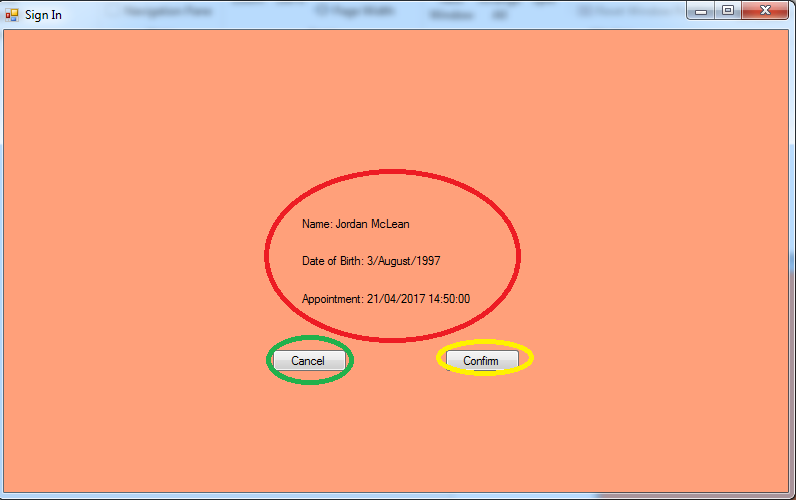 Sign In
Name: Jordan McLean
Date of Birth: 3/August/1997
Appointment: 21/04/2017 14:50:00
Cancel
Confirm